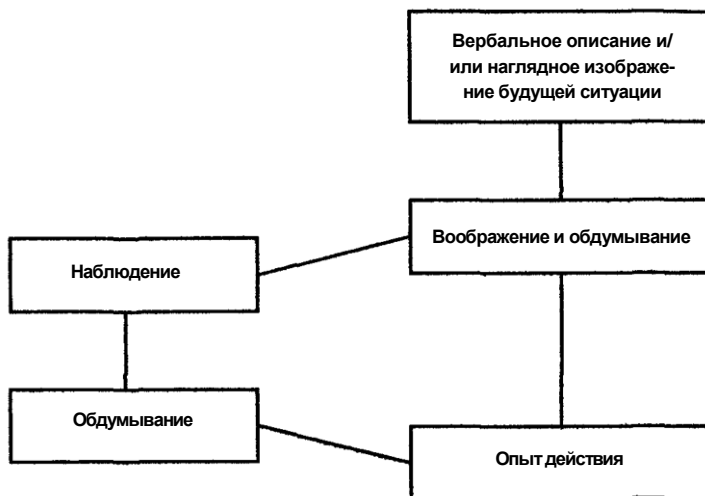 Вербальное описание и/
или наглядное изображе-
ние будущей ситуации
Воображение и обдумывание
Наблюдение
Обдумывание
Опыт действия